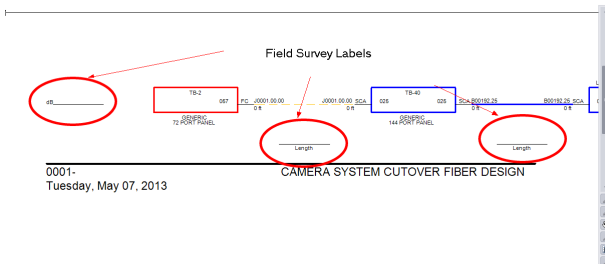 Field Survey Labels
dB
TB-2
057
FC
J0001.00:00
0 ft
J0001.00:00
SCA
0 ft
TB-40
025
025
SCA
B00192.25
0 ft
B00192.25
SCA
0 ft
GENERIC
72 PORT PANEL
GENERIC
144 PORT PANEL
Length
Length
0001-
CAMERA SYSTEM CUTOVER FIBER DESIGN
Tuesday, May 07, 2013